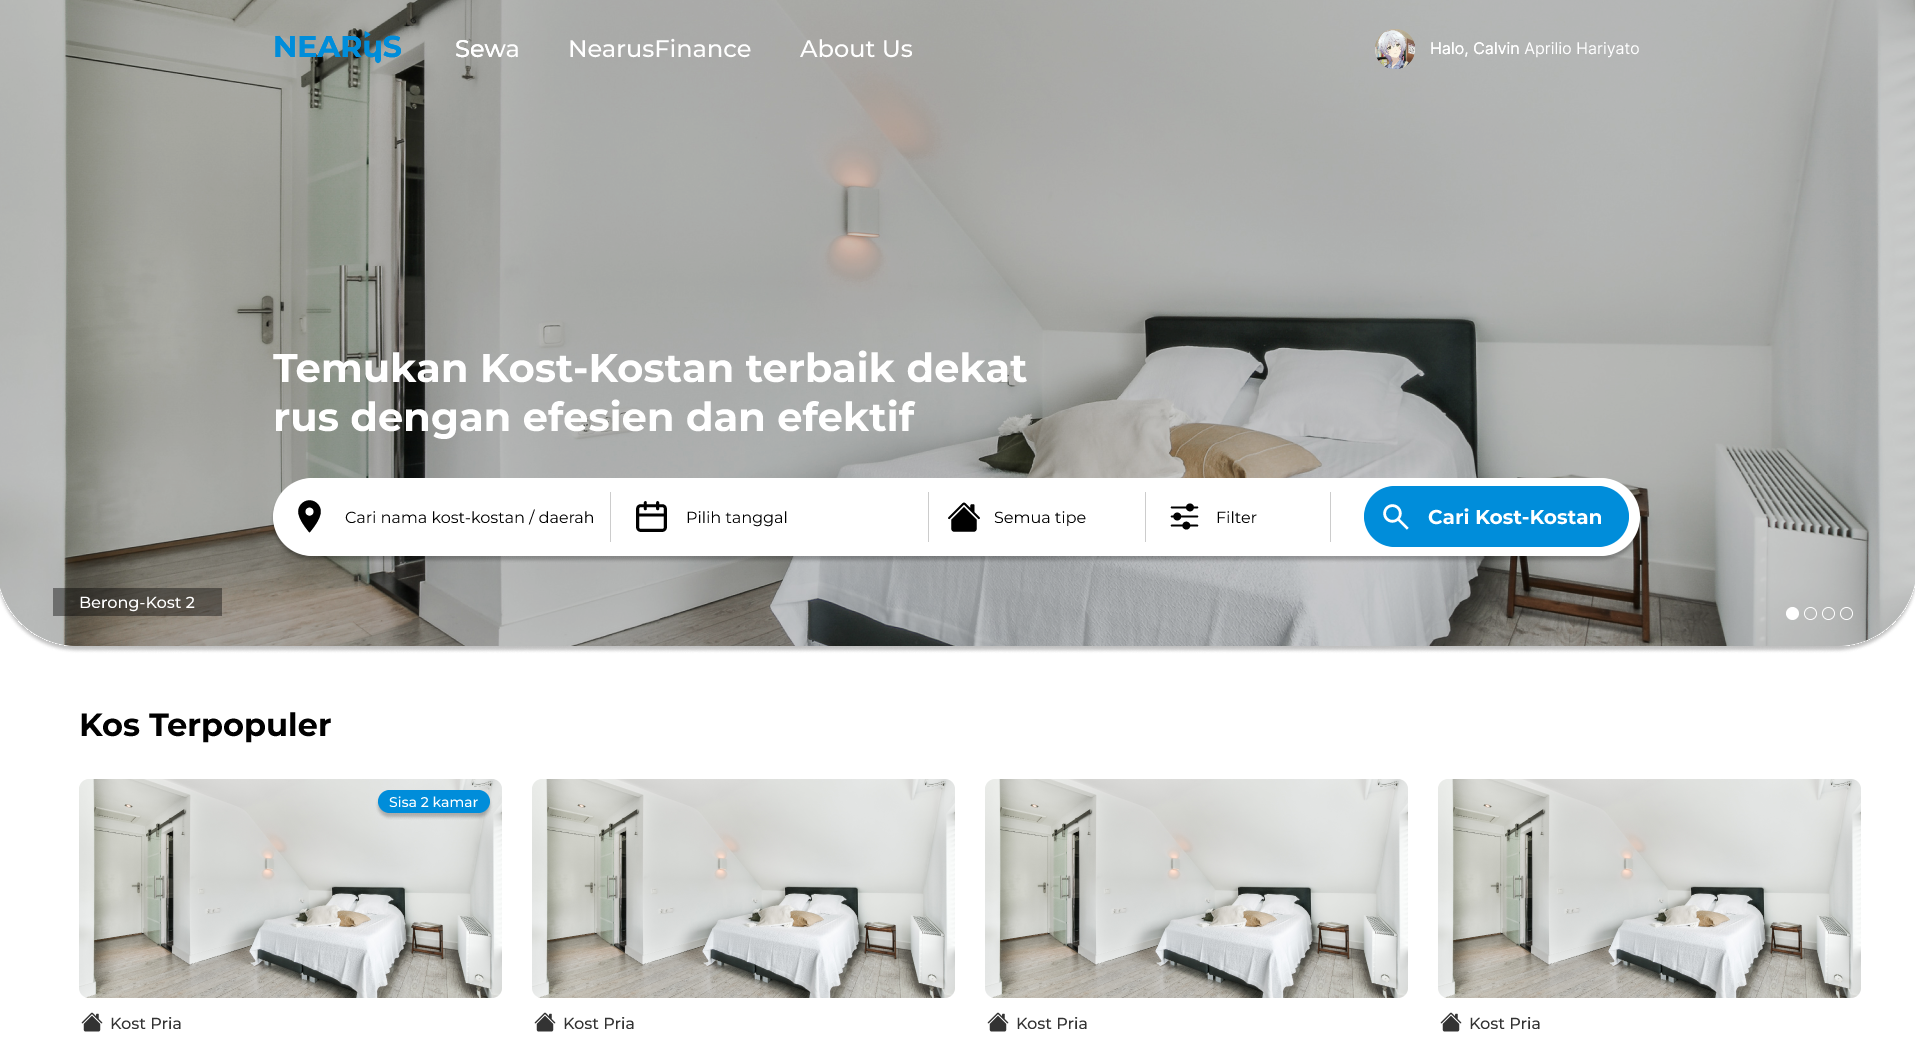 NEARųS
Sewa
NearusFinance
About Us
Halo, Calvin Aprilio Hariyato
Temukan Kost-Kostan terbaik dekat
rus dengan efesien dan efektif
Cari nama kost-kostan / daerah
Pilih tanggal
Semua tipe
Filter
Cari Kost-Kostan
Berong-Kost 2
Kos Terpopuler
Sisa 2 kamar
Kost Pria
Kost Pria
Kost Pria
Kost Pria